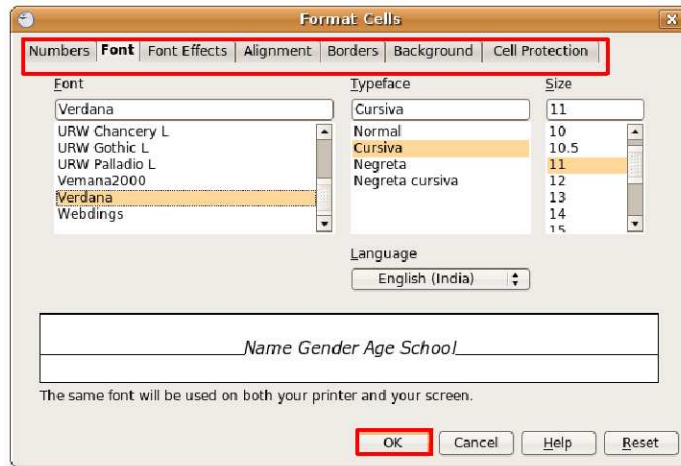 Format Cells
Numbers Font Font Effects Alignment Borders Background Cell Protection
Font
Verdana
URW Chancery L
URW Gothic L
URW Palladio L
Vemana2000
Verdana
Webdings
Typeface
Cursiva
Normal
Cursiva
Negreta
Negreta cursiva
Size
11
10
10.5
11
12
13
14
15
Language
English (India)
Name Gender Age School
The same font will be used on both your printer and your screen.
OK Cancel Help Reset